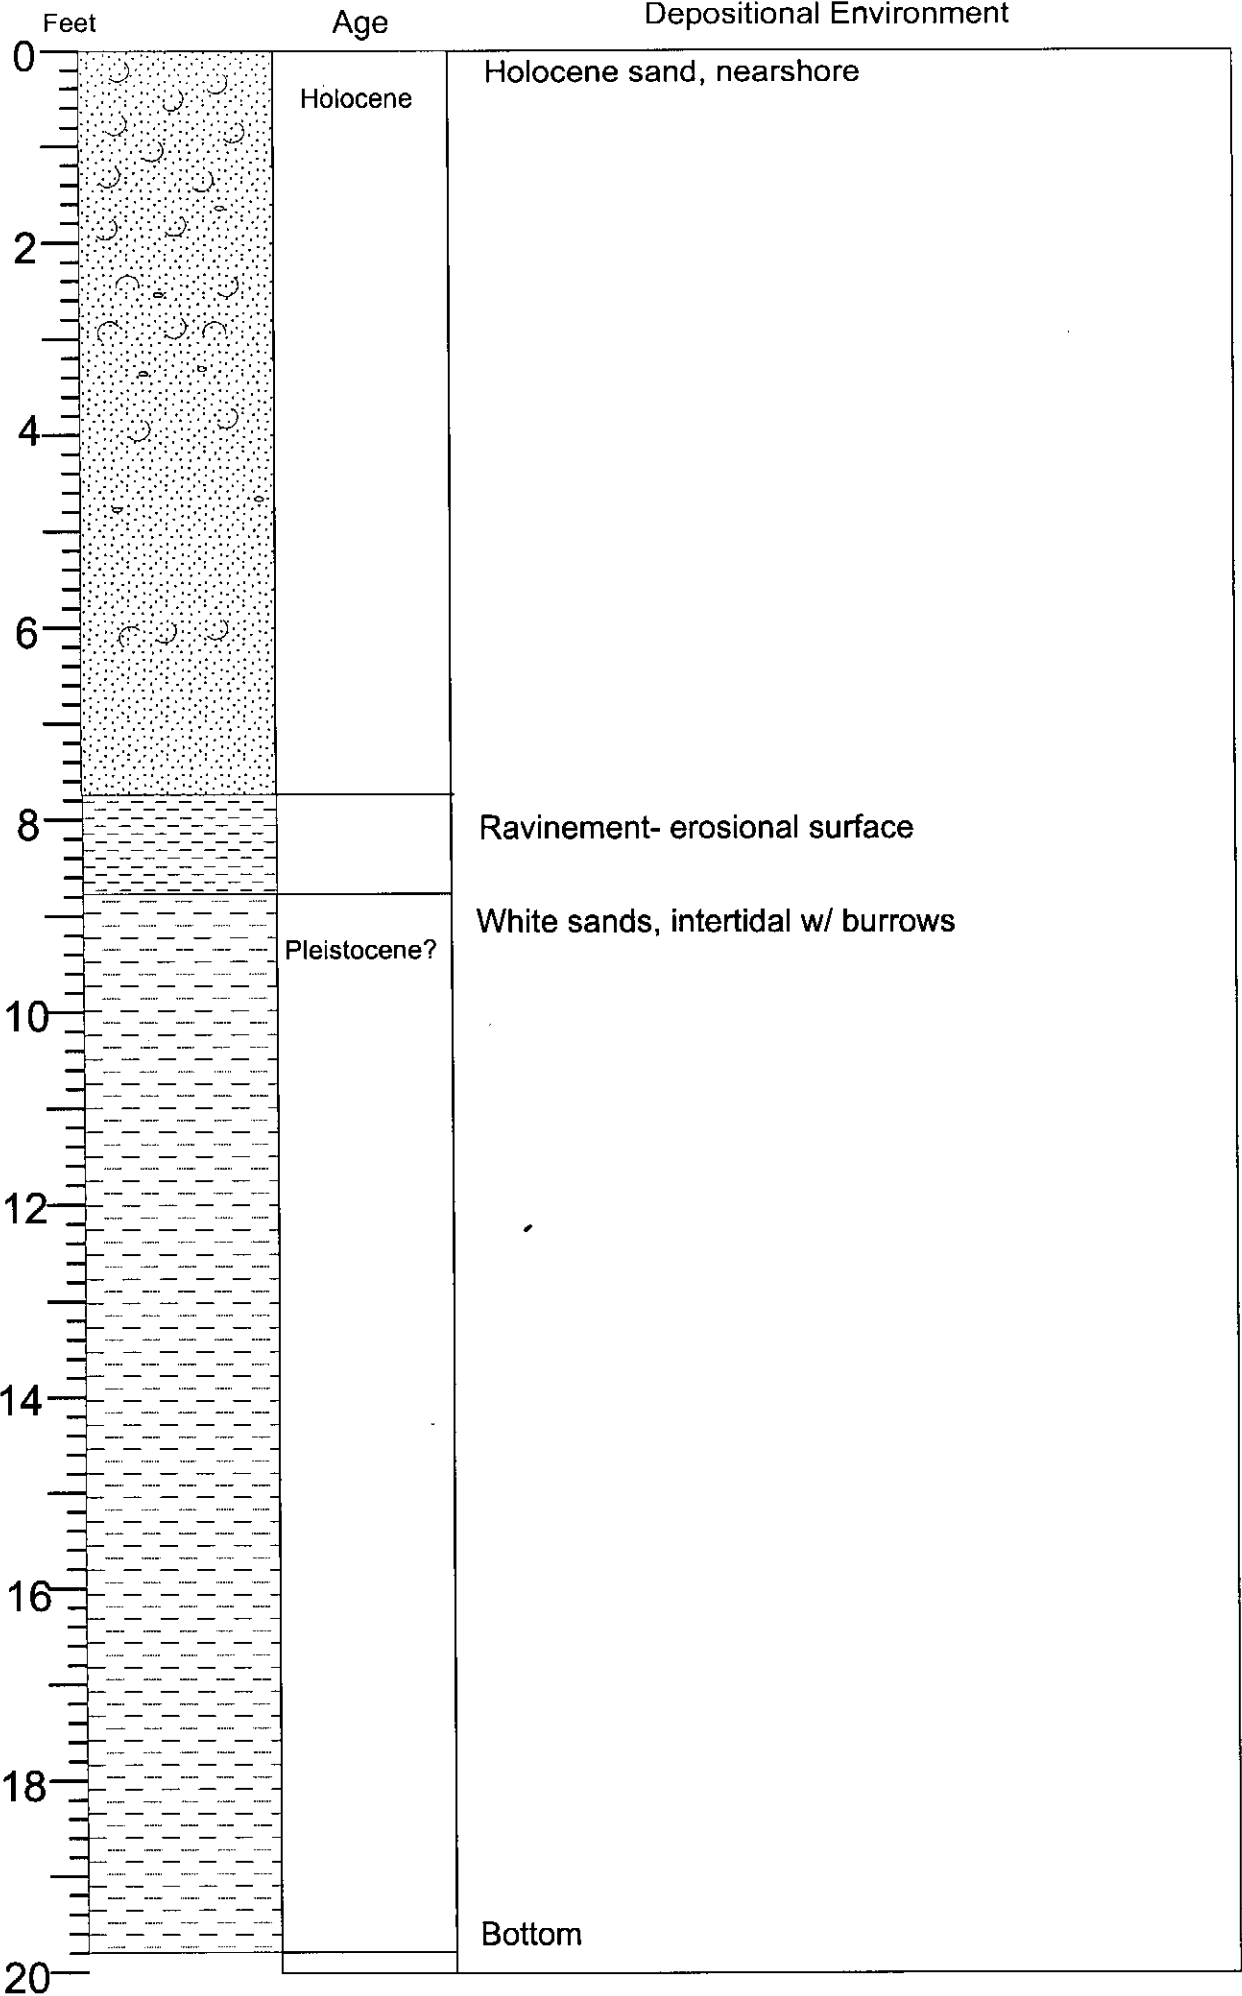 Feet Age Depositional Environment
0
Holocene sand, nearshore
Holocene
2
4
6
8
Ravinement- erosional surface
White sands, intertidal w/ burrows
Pleistocene?
10
12
14
16
18
Bottom
20